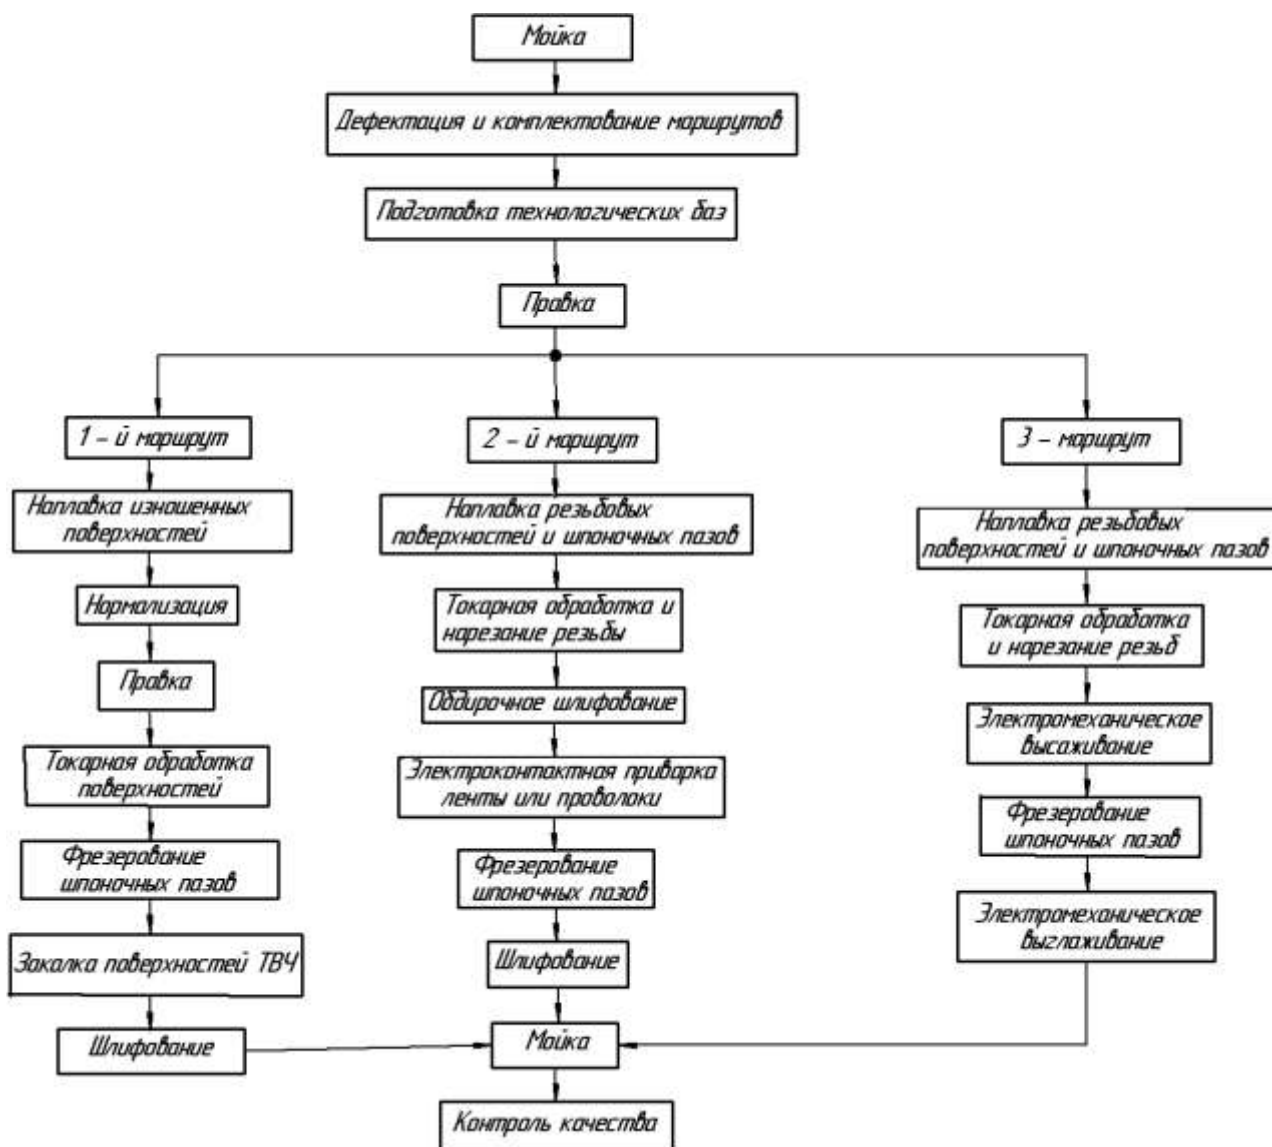 Мойка
Дефектация и комплектование маршрутов
Подготовка технологических баз
Правка
1 – й маршрут
Наплавка изношенных
поверхностей
Нормализация
Правка
Токарная обработка
поверхностей
Фрезерование
шпоночных пазов
Закалка поверхностей ТВЧ
Шлифование
2 – й маршрут
Наплавка резьбовых
поверхностей и шпоночных пазов
Токарная обработка и
нарезание резьбы
Обдирочное шлифование
Электроконтактная приварка
ленты или проволоки
Фрезерование
шпоночных пазов
Шлифование
3 – маршрут
Наплавка резьбовых
поверхностей и шпоночных пазов
Токарная обработка
и нарезание резьб
Электромеханическое
высаживание
Фрезерование
шпоночных пазов
Электромеханическое
выглаживание
Мойка
Контроль качества